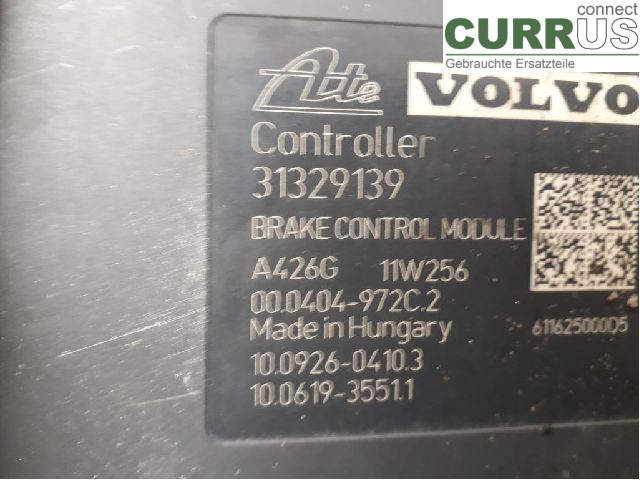 connect
CURRUS
Gebrauchte Ersatzteile
Ate VOLVO
Controller
31329139
BRAKE CONTROL MODULE
A426G 11W256
00.0404-972C.2
Made in Hungary 61162500005
10.0926-0410.3
10.0619-3551.1